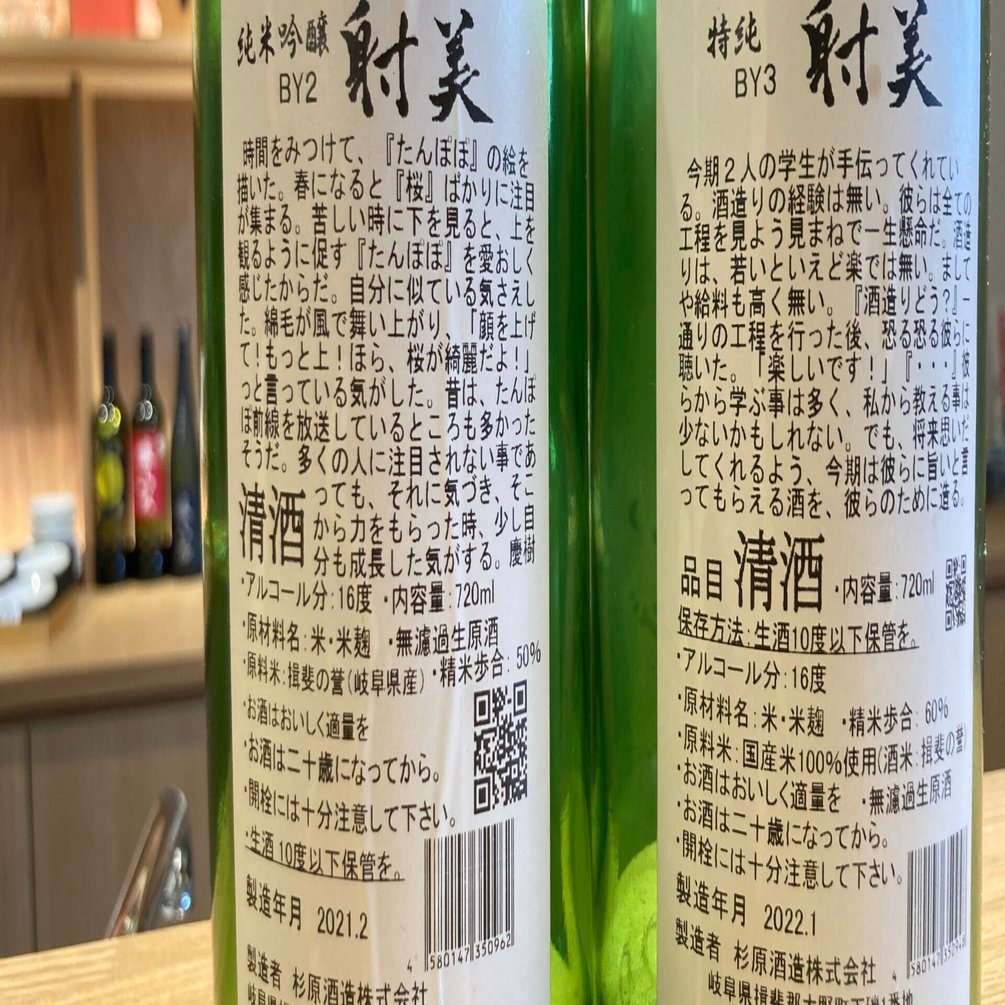 純米吟醸
BY2
射美
時間をみつけて、『たんぽぽ』の絵を
描いた。春になると『桜』ばかりに注目
が集まる。苦しい時に下を見ると、上を
観るように促す『たんぽぽ』を愛おしく
感じたからだ。自分に似ている気さえし
た。綿毛が風で舞い上がり、「顔を上げ
て!もっと上!ほら、桜が綺麗だよ!」
っと言っている気がした。昔は、たんぽ
ぽ前線を放送しているところも多かった
そうだ。多くの人に注目されない事であ
っても、それに気づき、そこ
から力をもらった時、少し自
分も成長した気がする。慶樹
清酒
・アルコール分:16度 ・内容量:720ml
・原材料名:米・米麹 ・無濾過生原酒
・原料米:揖斐の誉(岐阜県産) ・精米歩合:50%
・お酒はおいしく適量を
・お酒は二十歳になってから。
・開栓には十分注意して下さい。
・生酒10度以下保管を。
製造年月 2021.2
4 580147 350962
製造者 杉原酒造株式会社
特純
BY3
射美
今期2人の学生が手伝ってくれてい
る。酒造りの経験は無い。彼らは全ての
工程を見よう見まねで一生懸命だ。酒造
りは、若いといえど楽では無い。まして
や給料も高く無い。『酒造りどう?』一
通りの工程を行った後、恐る恐る彼らに
聴いた。「楽しいです!」『・・・』彼
らから学ぶ事は多く、私から教える事は
少ないかもしれない。でも、将来思いだ
してくれるよう、今期は彼らに旨いと言
ってもらえる酒を、彼らのために造る。
品目 清酒 ・内容量:720ml
保存方法:生酒10度以下保管を。
・アルコール分:16度
・原材料名:米・米麹 ・精米歩合:60%
・原料米:国産米100%使用(酒米:揖斐の誉)
・お酒はおいしく適量を ・無濾過生原酒
・お酒は二十歳になってから。
・開栓には十分注意して下さい。
製造年月 2022.1
4 580147 350948
製造者 杉原酒造株式会社
岐阜県揖斐郡大野町下磯1番地